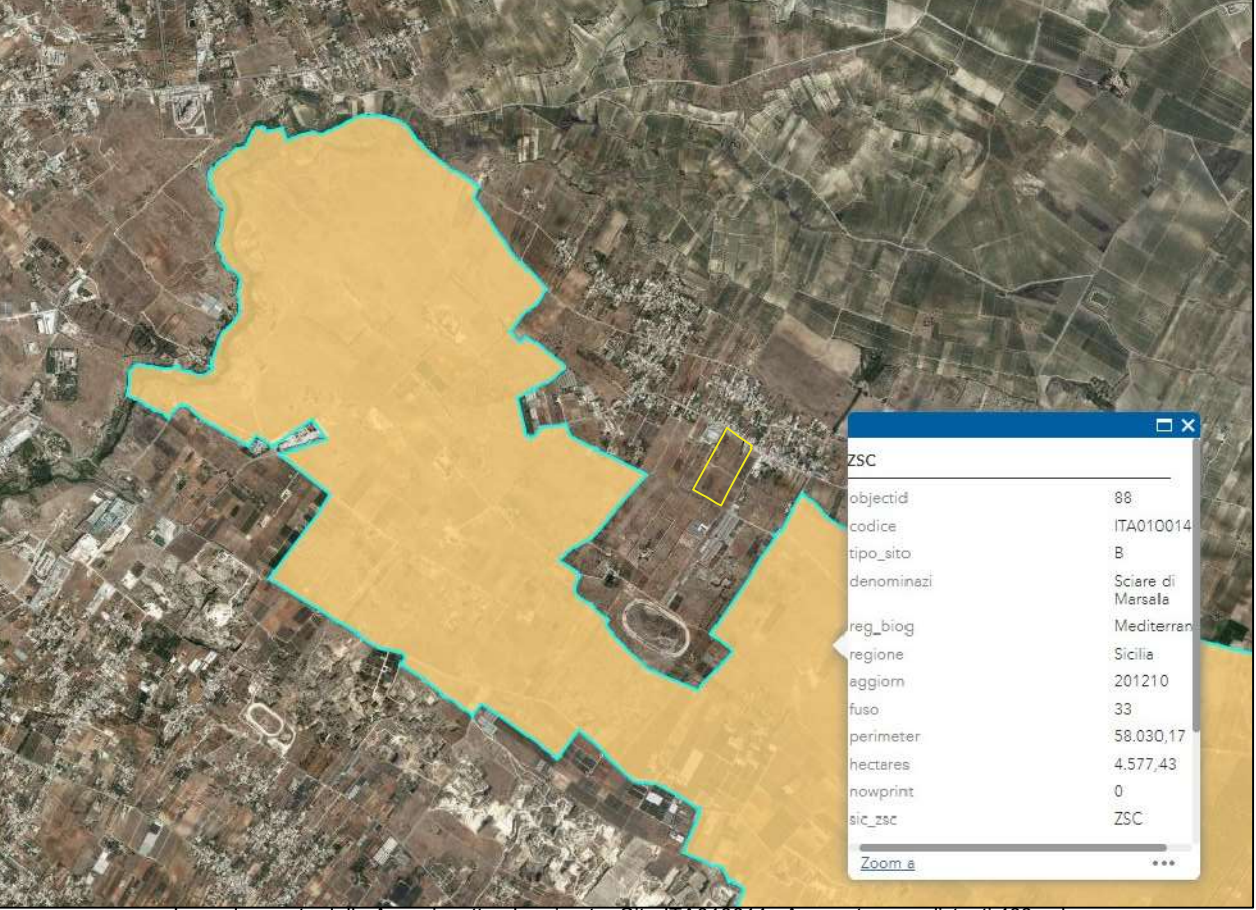 ZSC
objectid 88
codice ITA010014
tipo_sito B
denominazi Sciare di
Marsala
reg_biog Mediterran
regione Sicilia
aggiorn 201210
fuso 33
perimeter 58.030,17
hectares 4.577,43
nowprint 0
sic_zsc ZSC
Zoom a